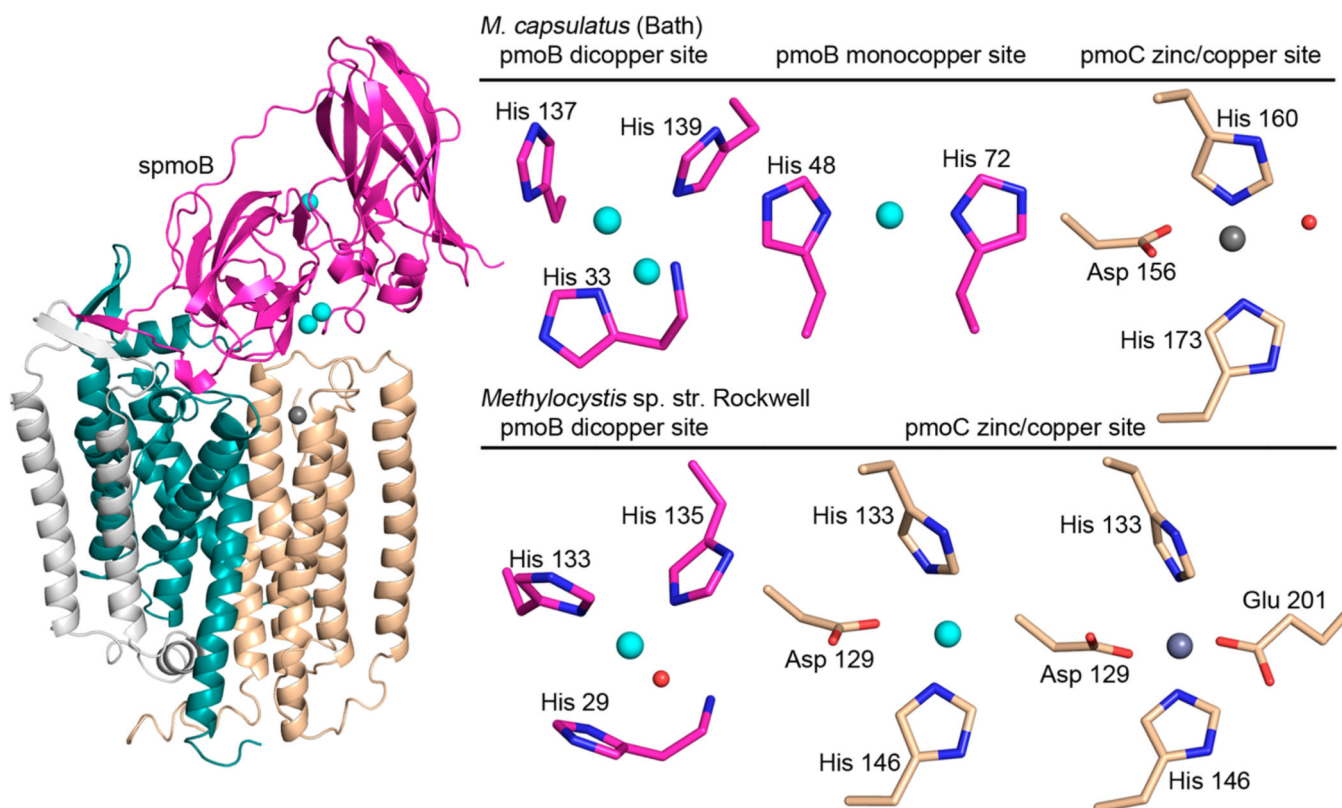 M. capsulatus (Bath)
pmoB dicopper site
pmoB monocopper site
pmoC zinc/copper site
spmoB
His 137
His 139
His 33
His 48
His 72
His 160
Asp 156
His 173
Methylocystis sp. str. Rockwell
pmoB dicopper site
pmoC zinc/copper site
His 133
His 135
His 29
His 133
Asp 129
His 146
His 133
Glu 201
Asp 129
His 146